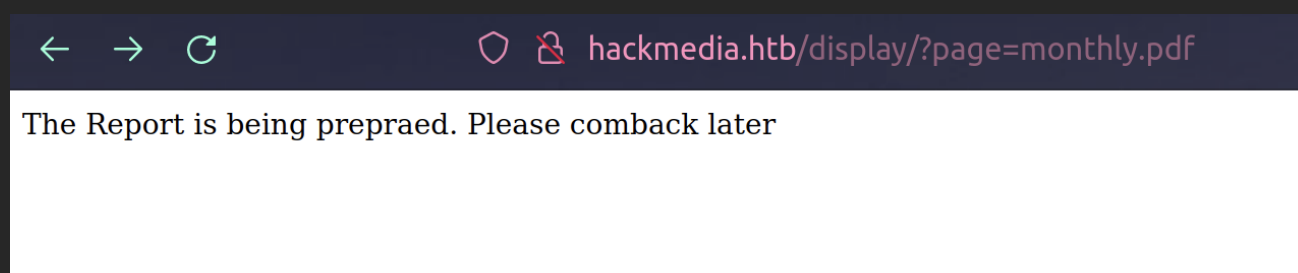 hackmedia.htb/display/?page=monthly.pdf
The Report is being prepraed. Please comback later